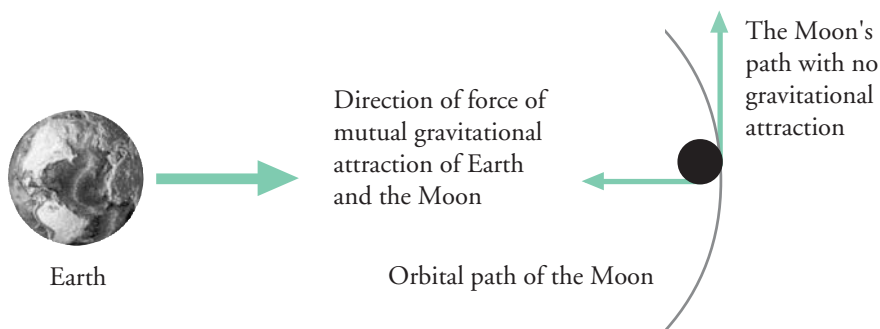 The Moon's
path with no
gravitational
attraction
Direction of force of
mutual gravitational
attraction of Earth
and the Moon
Earth
Orbital path of the Moon